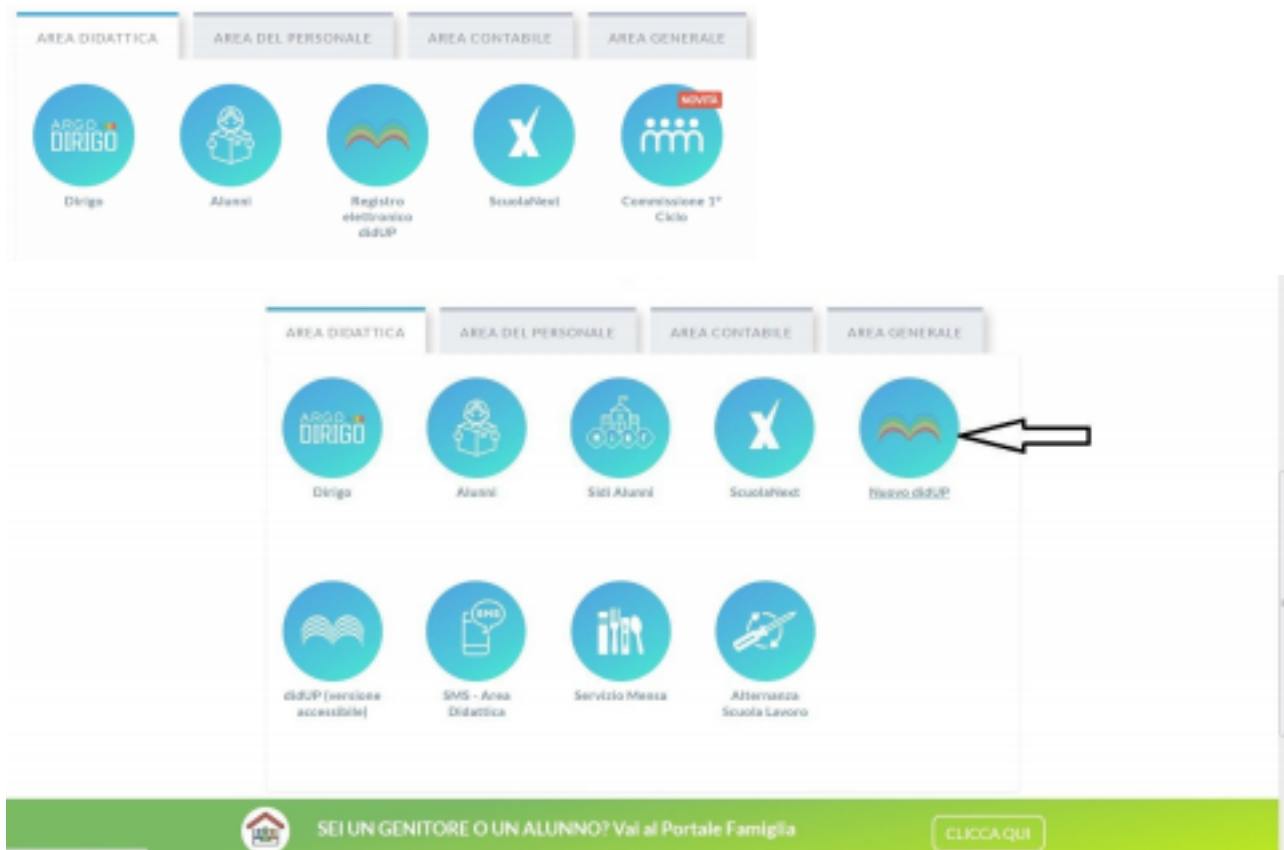 AREA DIDATTICA AREA DEL PERSONALE AREA CONTABILE AREA GENERALE
NOVITÀ
ARGO
DIRIGO
Dirigo Alunni Registro ScuolaNext Commissione 1°
elettronico Ciclo
didUP
AREA DIDATTICA AREA DEL PERSONALE AREA CONTABILE AREA GENERALE
ARGO
DIRIGO
SIDI
Dirigo Alunni Sidi Alunni ScuolaNext Nuovo didUP
SMS
didUP (versione SMS - Area Servizio Mensa Alternanza
accessibile) Didattica Scuola Lavoro
SEI UN GENITORE O UN ALUNNO? Vai al Portale Famiglia CLICCA QUI